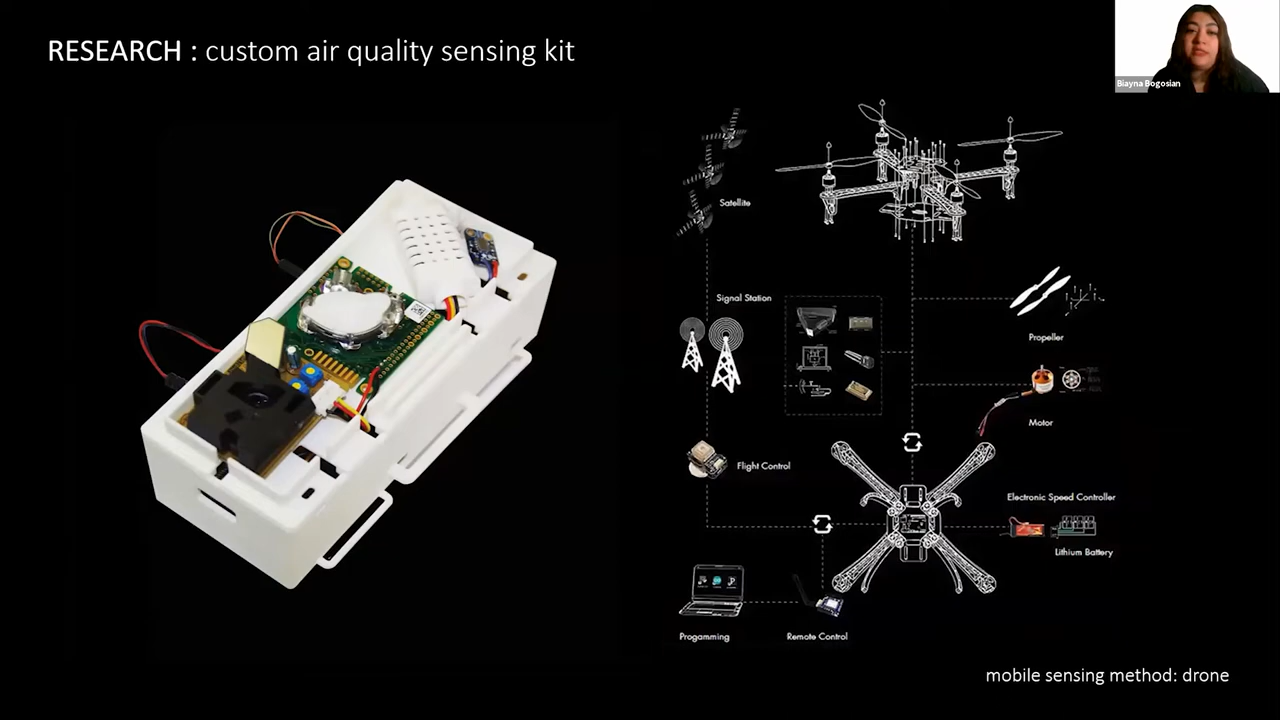 RESEARCH : custom air quality sensing kit
Biayna Bogosian
Satellite
Signal Station
Propeller
Motor
Flight Control
Electronic Speed Controller
Lithium Battery
Progamming
Remote Control
mobile sensing method: drone